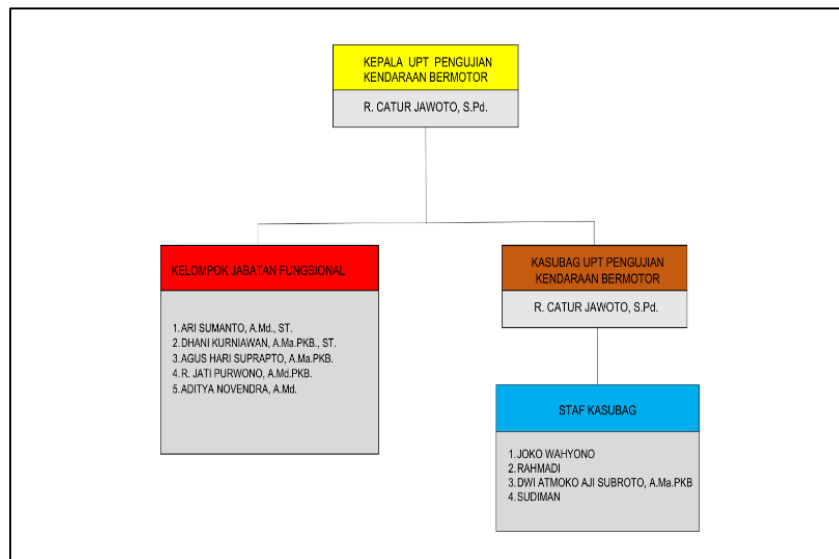 KEPALA UPT PENGUJIAN
KENDARAAN BERMOTOR
R. CATUR JAWOTO, S.Pd.
KELOMPOK JABATAN FUNGSIONAL
1.ARI SUMANTO, A.Md., ST.
2.DHANI KURNIAWAN, A.Ma.PKB., ST.
3.AGUS HARI SUPRAPTO, A.Ma.PKB.
4.R. JATI PURWONO, A.Md.PKB.
5.ADITYA NOVENDRA, A.Md.
KASUBAG UPT PENGUJIAN
KENDARAAN BERMOTOR
R. CATUR JAWOTO, S.Pd.
STAF KASUBAG
1.JOKO WAHYONO
2.RAHMADI
3.DWI ATMOKO AJI SUBROTO, A.Ma.PKB
4.SUDIMAN